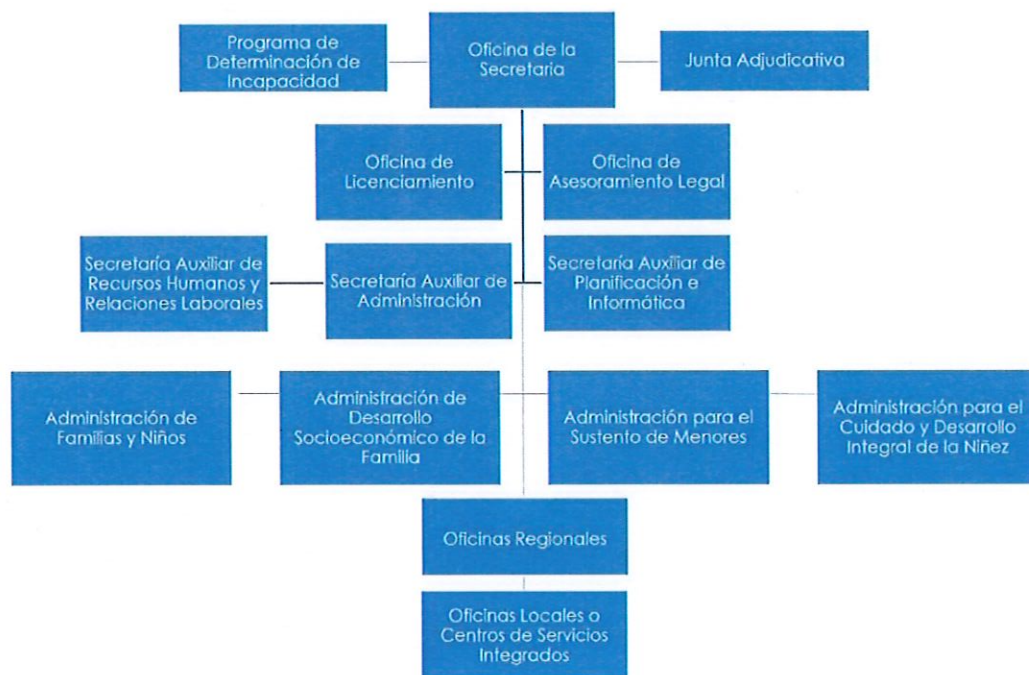 Programa de
Determinación de
Incapacidad
Oficina de la
Secretaria
Junta Adjudicativa
Oficina de
Licenciamiento
Oficina de
Asesoramiento Legal
Secretaría Auxiliar de
Recursos Humanos y
Relaciones Laborales
Secretaría Auxiliar de
Administración
Secretaría Auxiliar de
Planificación e
Informática
Administración de
Familias y Niños
Administración de
Desarrollo
Socioeconómico de la
Familia
Administración para el
Sustento de Menores
Administración para el
Cuidado y Desarrollo
Integral de la Niñez
Oficinas Regionales
Oficinas Locales o
Centros de Servicios
Integrados